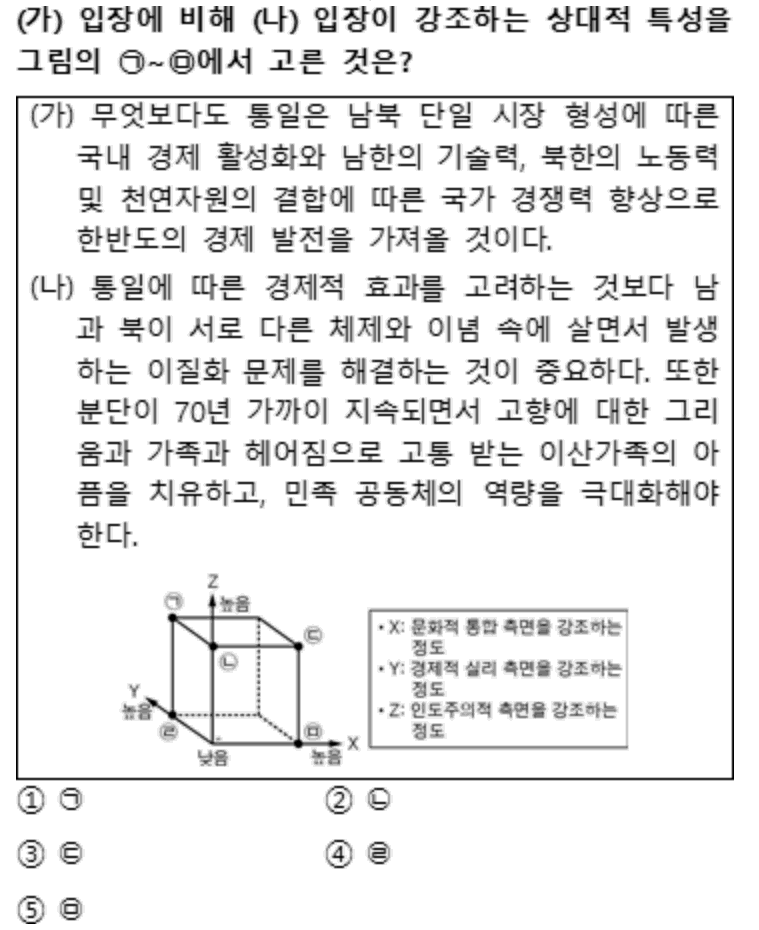 (가) 입장에 비해 (나) 입장이 강조하는 상대적 특성을
그림의 ㉠~㉤에서 고른 것은?
(가) 무엇보다도 통일은 남북 단일 시장 형성에 따른
국내 경제 활성화와 남한의 기술력, 북한의 노동력
및 천연자원의 결합에 따른 국가 경쟁력 향상으로
한반도의 경제 발전을 가져올 것이다.
(나) 통일에 따른 경제적 효과를 고려하는 것보다 남
과 북이 서로 다른 체제와 이념 속에 살면서 발생
하는 이질화 문제를 해결하는 것이 중요하다. 또한
분단이 70년 가까이 지속되면서 고향에 대한 그리
움과 가족과 헤어짐으로 고통 받는 이산가족의 아
픔을 치유하고, 민족 공동체의 역량을 극대화해야
한다.
Z
㉠ 높음
㉢
㉡
Y
높음
㉣ ㉤
X
낮음 높음
• X: 문화적 통합 측면을 강조하는
정도
• Y: 경제적 실리 측면을 강조하는
정도
• Z: 인도주의적 측면을 강조하는
정도
① ㉠ ② ㉡
③ ㉢ ④ ㉣
⑤ ㉤